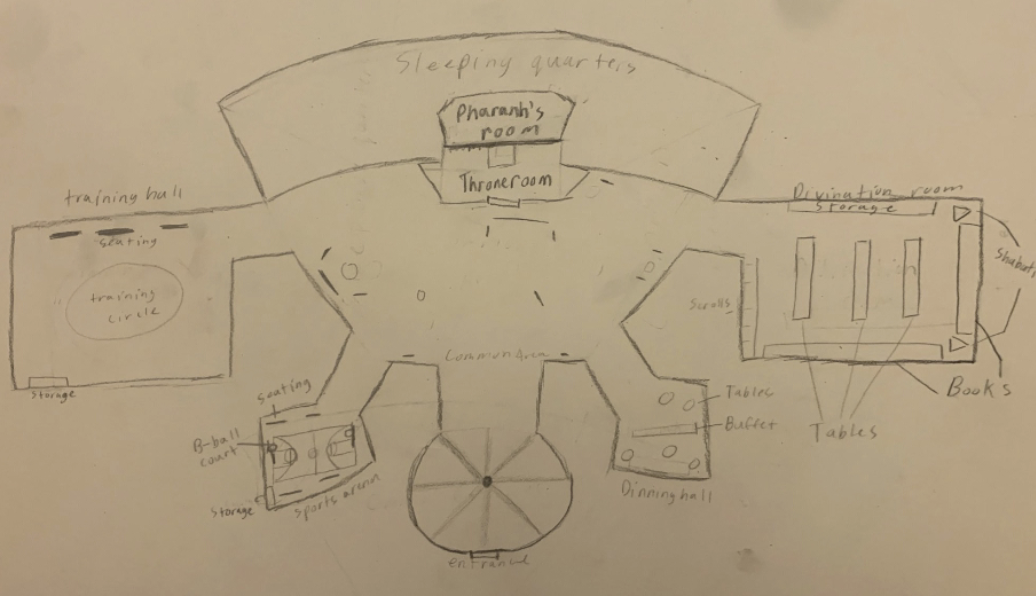 Sleeping quarters
Pharaoh's
room
Throneroom
training hall
seating
training
circle
storage
Divination room
storage
Shabati
Scrolls
Common Area
Books
Tables
seating
B-ball
court
Storage
sports arena
Tables
Buffet
Dinning hall
entrance